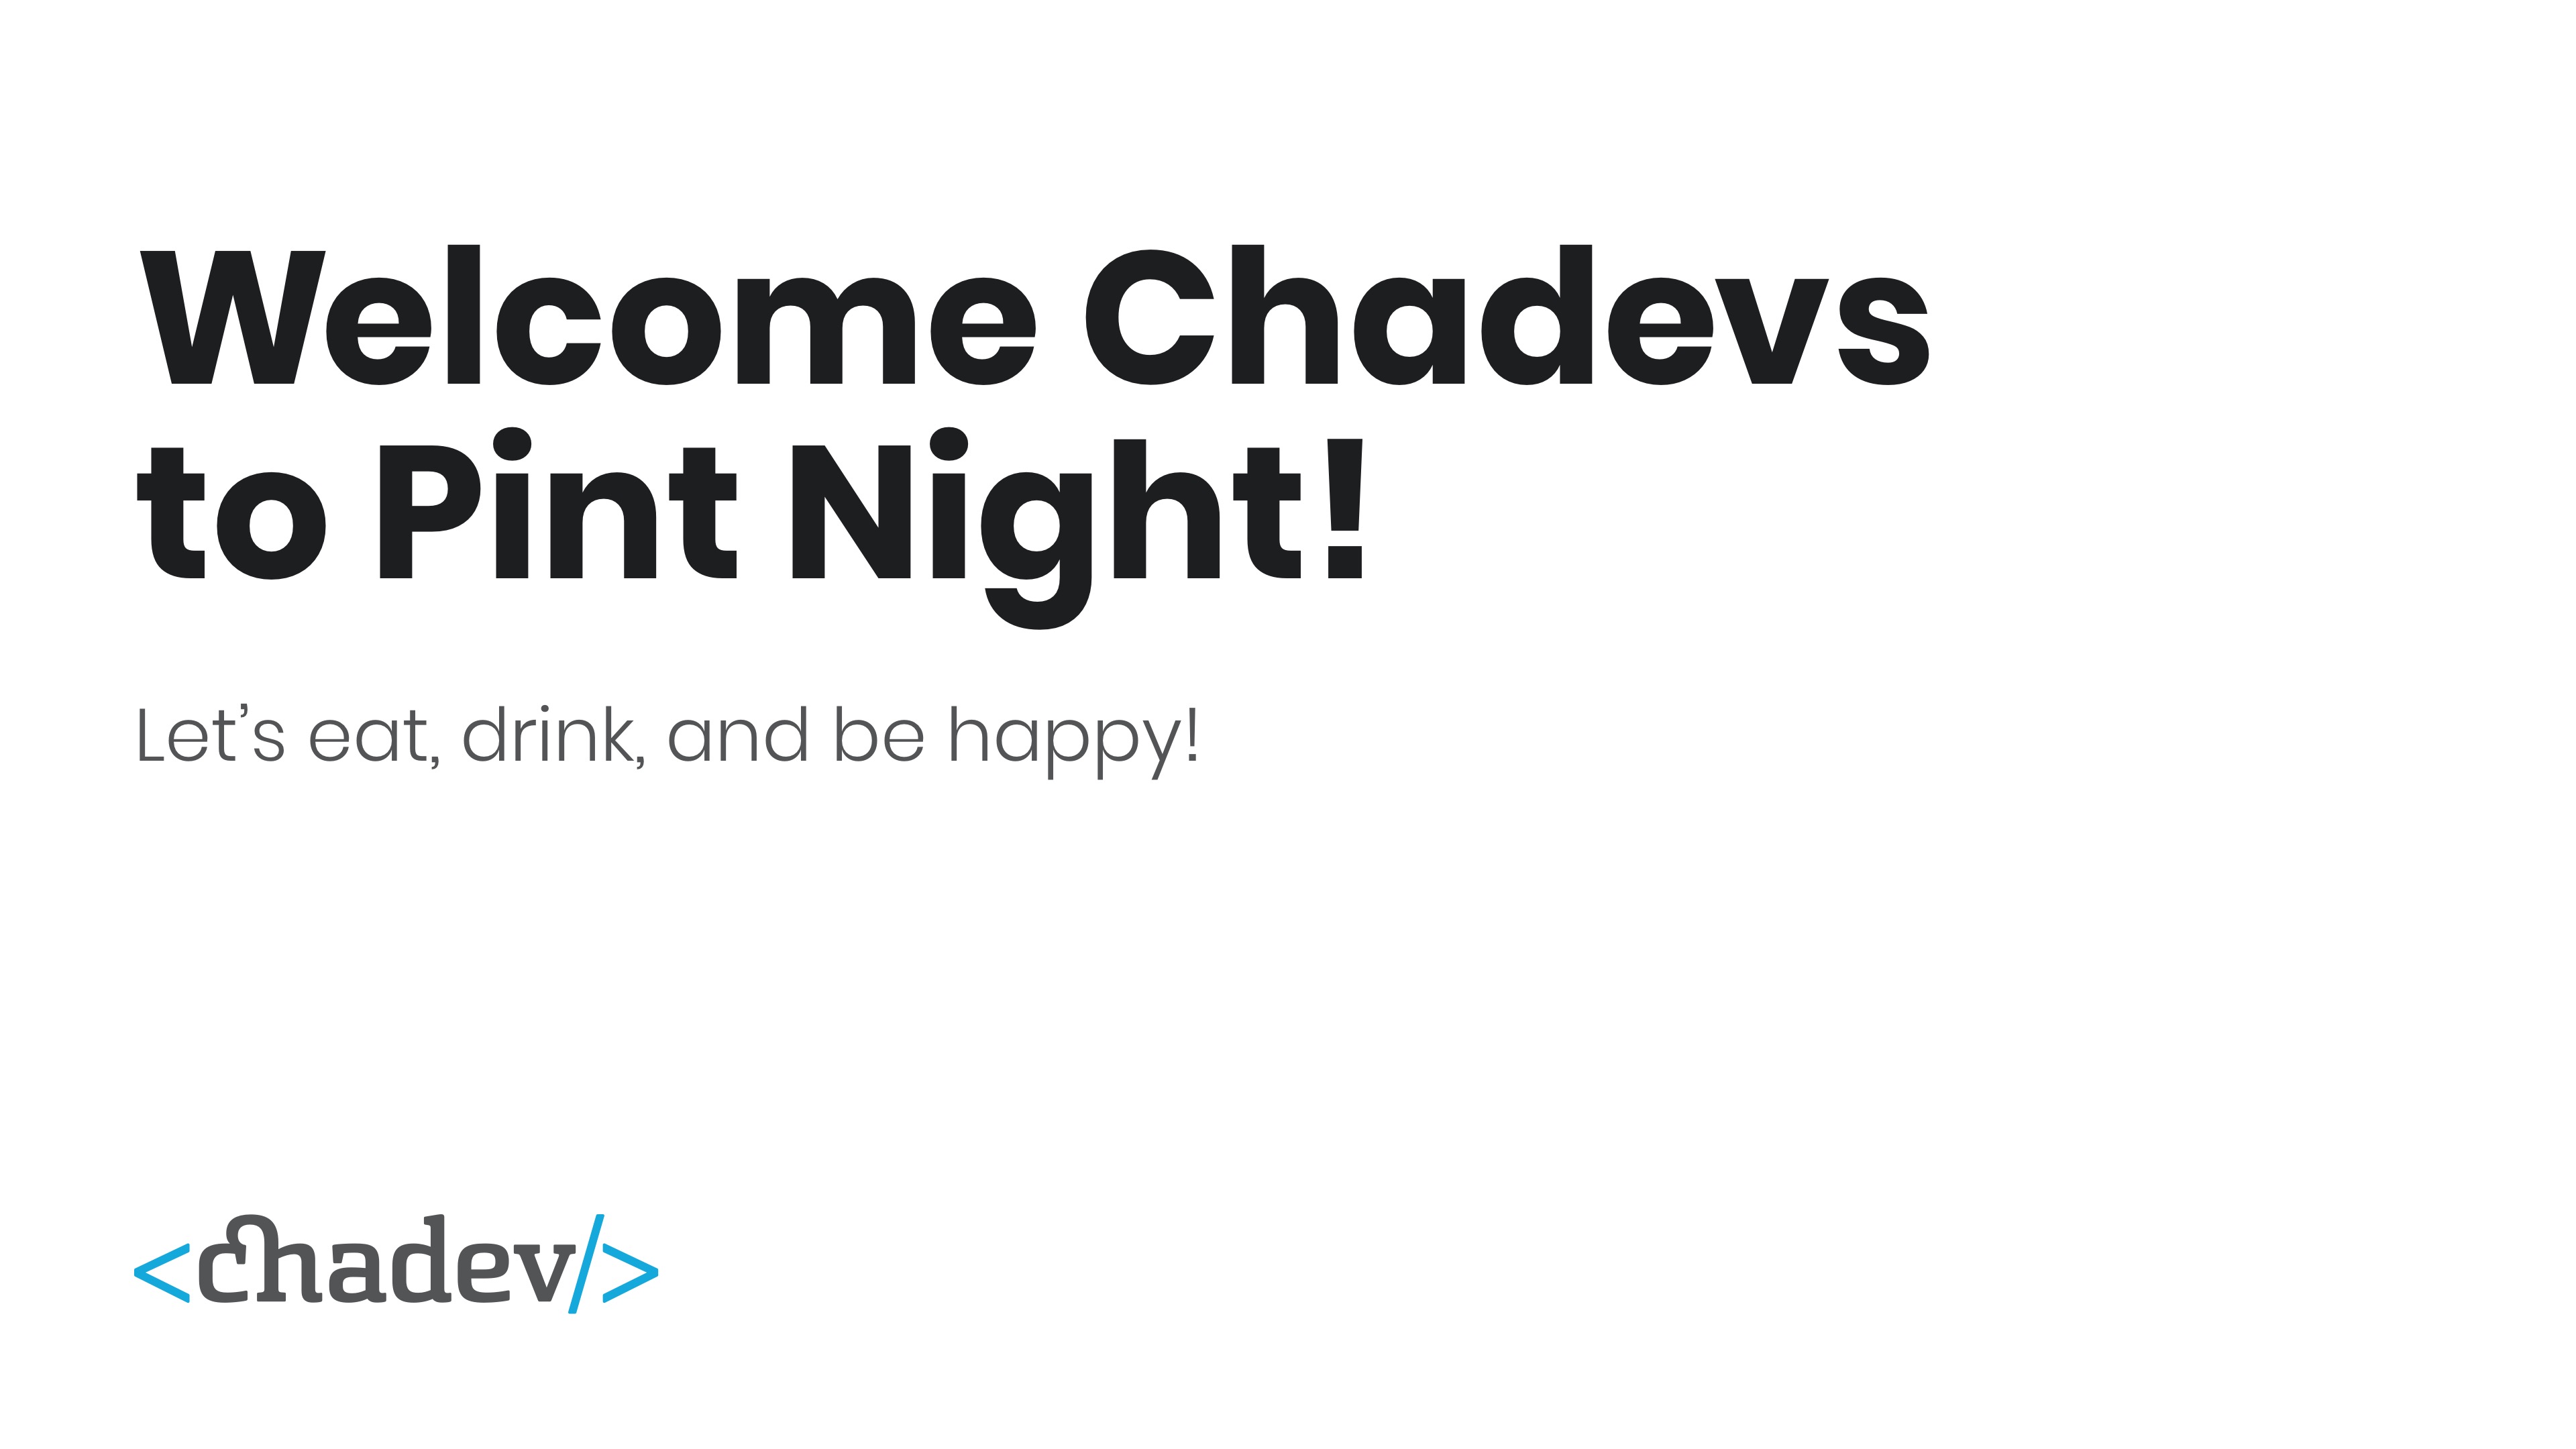 Welcome Chadevs
to Pint Night!
Let’s eat, drink, and be happy!
<chadev/>